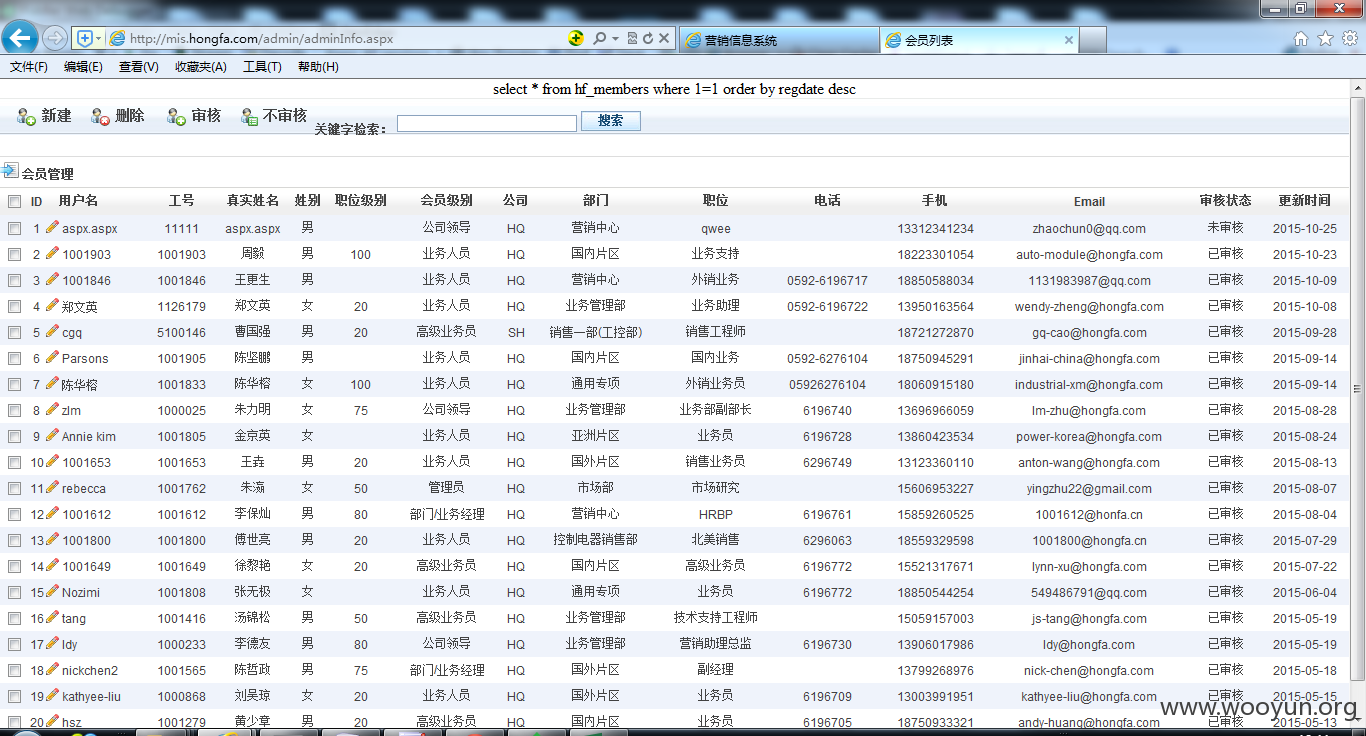 http://mis.hongfa.com/admin/adminInfo.aspx 营销信息系统 会员列表
文件(F) 编辑(E) 查看(V) 收藏夹(A) 工具(T) 帮助(H)
select * from hf_members where 1=1 order by regdate desc
新建 删除 审核 不审核 关键字检索： 搜索
会员管理
ID 用户名 工号 真实姓名 姓别 职位级别 会员级别 公司 部门 职位 电话 手机 Email 审核状态 更新时间
1 aspx.aspx 11111 aspx.aspx 男 公司领导 HQ 营销中心 qwee 13312341234 zhaochun0@qq.com 未审核 2015-10-25
2 1001903 1001903 周毅 男 100 业务人员 HQ 国内片区 业务支持 18223301054 auto-module@hongfa.com 已审核 2015-10-23
3 1001846 1001846 王更生 男 业务人员 HQ 营销中心 外销业务 0592-6196717 18850588034 1131983987@qq.com 已审核 2015-10-09
4 郑文英 1126179 郑文英 女 20 业务人员 HQ 业务管理部 业务助理 0592-6196722 13950163564 wendy-zheng@hongfa.com 已审核 2015-10-08
5 cgq 5100146 曹国强 男 20 高级业务员 SH 销售一部(工控部) 销售工程师 18721272870 gq-cao@hongfa.com 已审核 2015-09-28
6 Parsons 1001905 陈坚鹏 男 业务人员 HQ 国内片区 国内业务 0592-6276104 18750945291 jinhai-china@hongfa.com 已审核 2015-09-14
7 陈华榕 1001833 陈华榕 女 100 业务人员 HQ 通用专项 外销业务员 05926276104 18060915180 industrial-xm@hongfa.com 已审核 2015-09-14
8 zlm 1000025 朱力明 女 75 公司领导 HQ 业务管理部 业务部副部长 6196740 13696966059 lm-zhu@hongfa.com 已审核 2015-08-28
9 Annie kim 1001805 金京英 女 业务人员 HQ 亚洲片区 业务员 6196728 13860423534 power-korea@hongfa.com 已审核 2015-08-24
10 1001653 1001653 王垚 男 20 业务人员 HQ 国外片区 销售业务员 6296749 13123360110 anton-wang@hongfa.com 已审核 2015-08-13
11 rebecca 1001762 朱 女 50 管理员 HQ 市场部 市场研究 15606953227 yingzhu22@gmail.com 已审核 2015-08-07
12 1001612 1001612 李保灿 男 80 部门/业务经理 HQ 营销中心 HRBP 6196761 15859260525 1001612@honfa.cn 已审核 2015-08-04
13 1001800 1001800 傅世亮 男 20 业务人员 HQ 控制电器销售部 北美销售 6296063 18559329598 1001800@hongfa.cn 已审核 2015-07-29
14 1001649 1001649 徐黎艳 女 20 业务人员 HQ 国内片区 高级业务员 6196772 15521317671 lynn-xu@hongfa.com 已审核 2015-07-22
15 Nozimi 1001808 张无极 女 业务人员 HQ 通用专项 业务员 6196772 18850544254 549486791@qq.com 已审核 2015-06-04
16 tang 1001416 汤锦松 男 50 高级业务员 HQ 业务管理部 技术支持工程师 15059157003 js-tang@hongfa.com 已审核 2015-05-19
17 ldy 1000233 李德友 男 80 公司领导 HQ 业务管理部 营销助理总监 6196730 13906017986 ldy@hongfa.com 已审核 2015-05-19
18 nickchen2 1001565 陈哲政 男 75 部门/业务经理 HQ 国外片区 副经理 13799268976 nick-chen@hongfa.com 已审核 2015-05-18
19 kathyee-liu 1000868 刘吴琼 女 20 业务人员 HQ 国外片区 业务员 6196709 13003991951 kathyee-liu@hongfa.com 已审核 2015-05-15
20 hsz 1001279 黄少章 男 20 高级业务员 HQ 国内片区 业务员 6196705 18750933321 andy-huang@hongfa.com 已审核 2015-05-13
www.wooyun.org